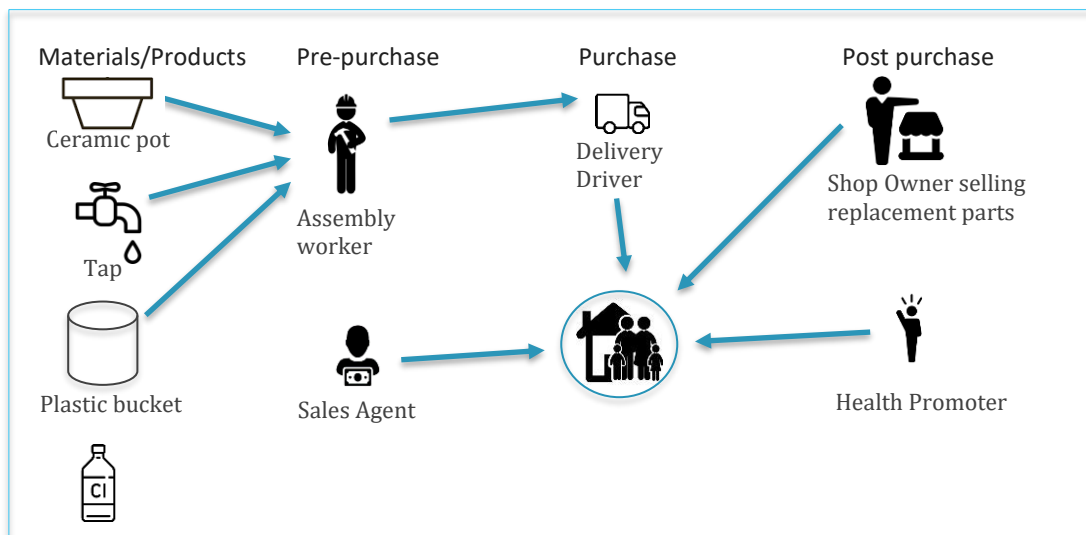 Materials/Products
Pre-purchase
Purchase
Post purchase
Ceramic pot
Tap
Plastic bucket
Cl
Assembly
worker
Sales Agent
Delivery
Driver
Shop Owner selling
replacement parts
Health Promoter